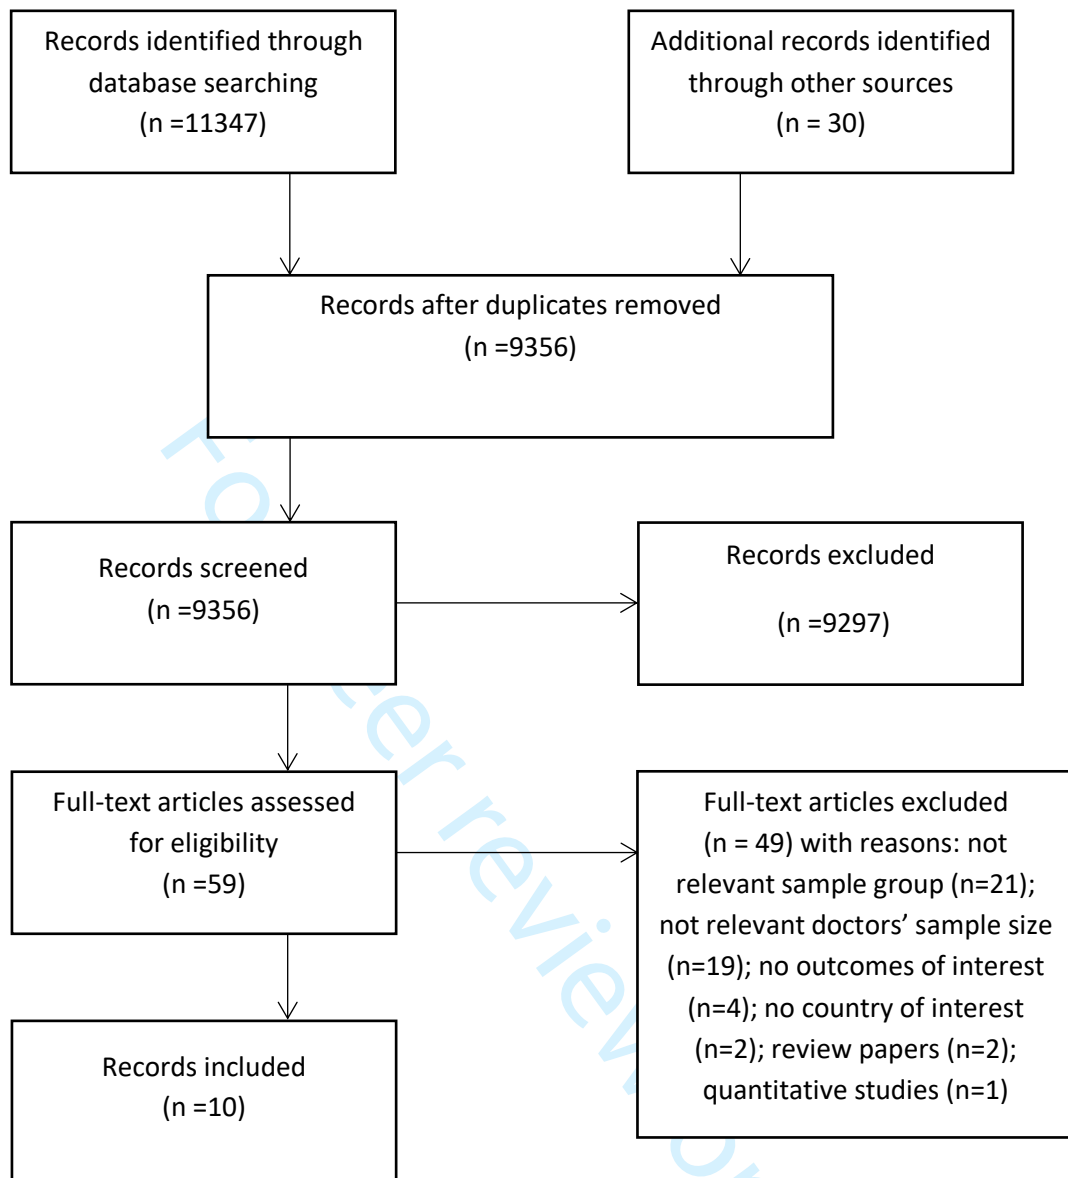 Records identified through
database searching
(n =11347)
Additional records identified
through other sources
(n = 30)
Records after duplicates removed
(n =9356)
Records screened
(n =9356)
Records excluded
(n =9297)
Full-text articles assessed
for eligibility
(n =59)
Full-text articles excluded
(n = 49) with reasons: not
relevant sample group (n=21);
not relevant doctors’ sample size
(n=19); no outcomes of interest
(n=4); no country of interest
(n=2); review papers (n=2);
quantitative studies (n=1)
Records included
(n =10)